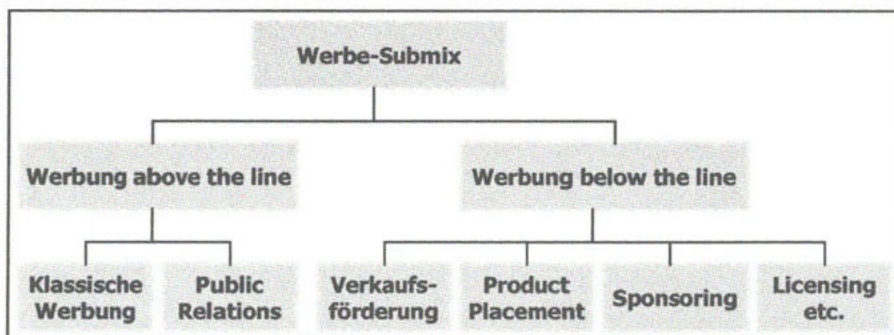 Werbe-Submix
Werbung above the line
Werbung below the line
Klassische
Werbung
Public
Relations
Verkaufs-
förderung
Product
Placement
Sponsoring
Licensing
etc.